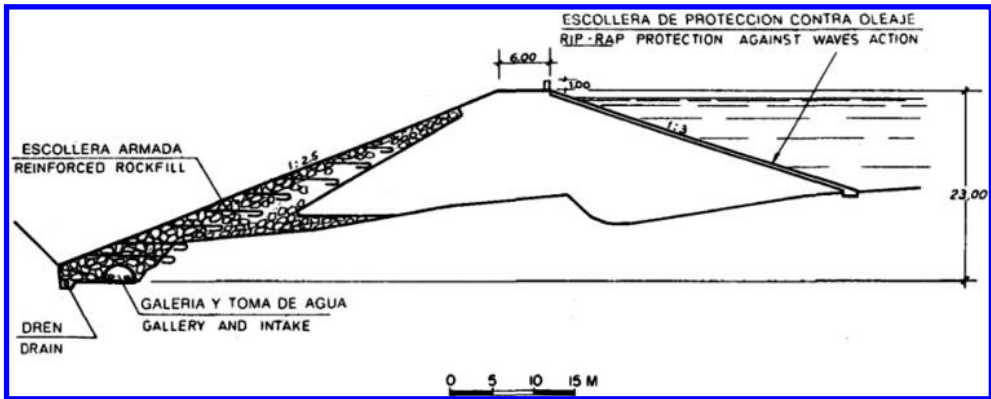 ESCOLLERA DE PROTECCION CONTRA OLEAJE
RIP-RAP PROTECTION AGAINST WAVES ACTION
6.00
1.00
1:3
ESCOLLERA ARMADA
REINFORCED ROCKFILL
1:2.5
23,00
GALERIA Y TOMA DE AGUA
GALLERY AND INTAKE
DREN
DRAIN
0 5 10 15 M